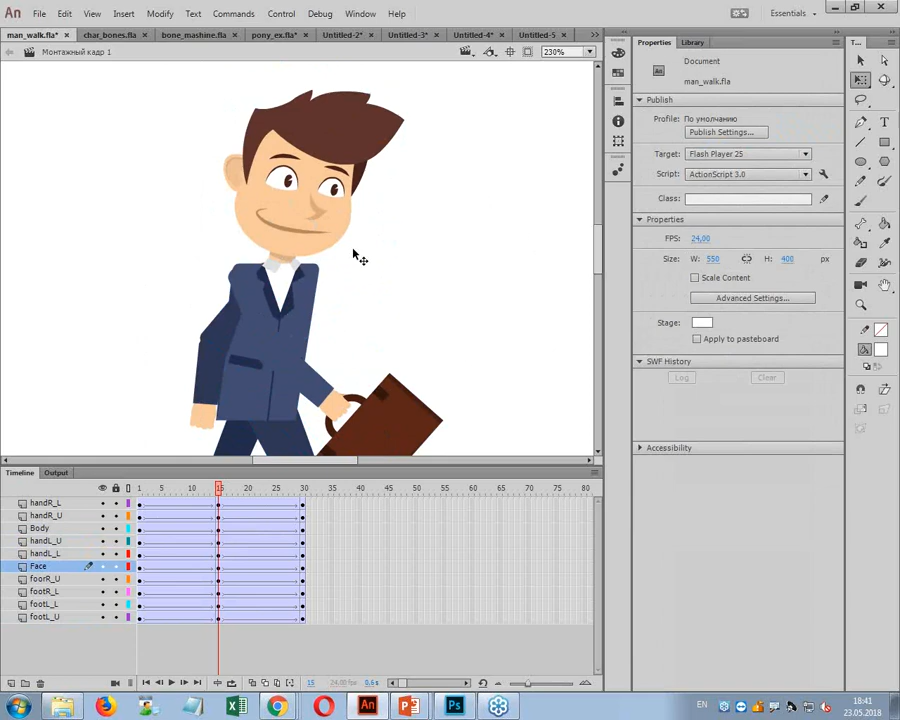 An File Edit View Insert Modify Text Commands Control Debug Window Help Essentials
man_walk.fla* × char_bones.fla × bone_mashine.fla × pony_ex.fla* × Untitled-2* × Untitled-3* × Untitled-4* × Untitled-5 ×
Монтажный кадр 1 230%
Properties Library
T...
Document
An man_walk.fla
Publish
Profile: По умолчанию
Publish Settings...
Target: Flash Player 25
Script: ActionScript 3.0
Class:
Properties
FPS: 24,00
Size: W: 550 H: 400 px
Scale Content
Advanced Settings...
Stage:
Apply to pasteboard
SWF History
Log Clear
Accessibility
Timeline Output
1 5 10 15 20 25 30 35 40 45 50 55 60 65 70 75 80
handR_L
handR_U
Body
handL_U
handL_L
Face
foorR_U
footR_L
footL_L
footL_U
15 24,00 fps 0,6s
An Ps
EN 18:41
23.05.2018